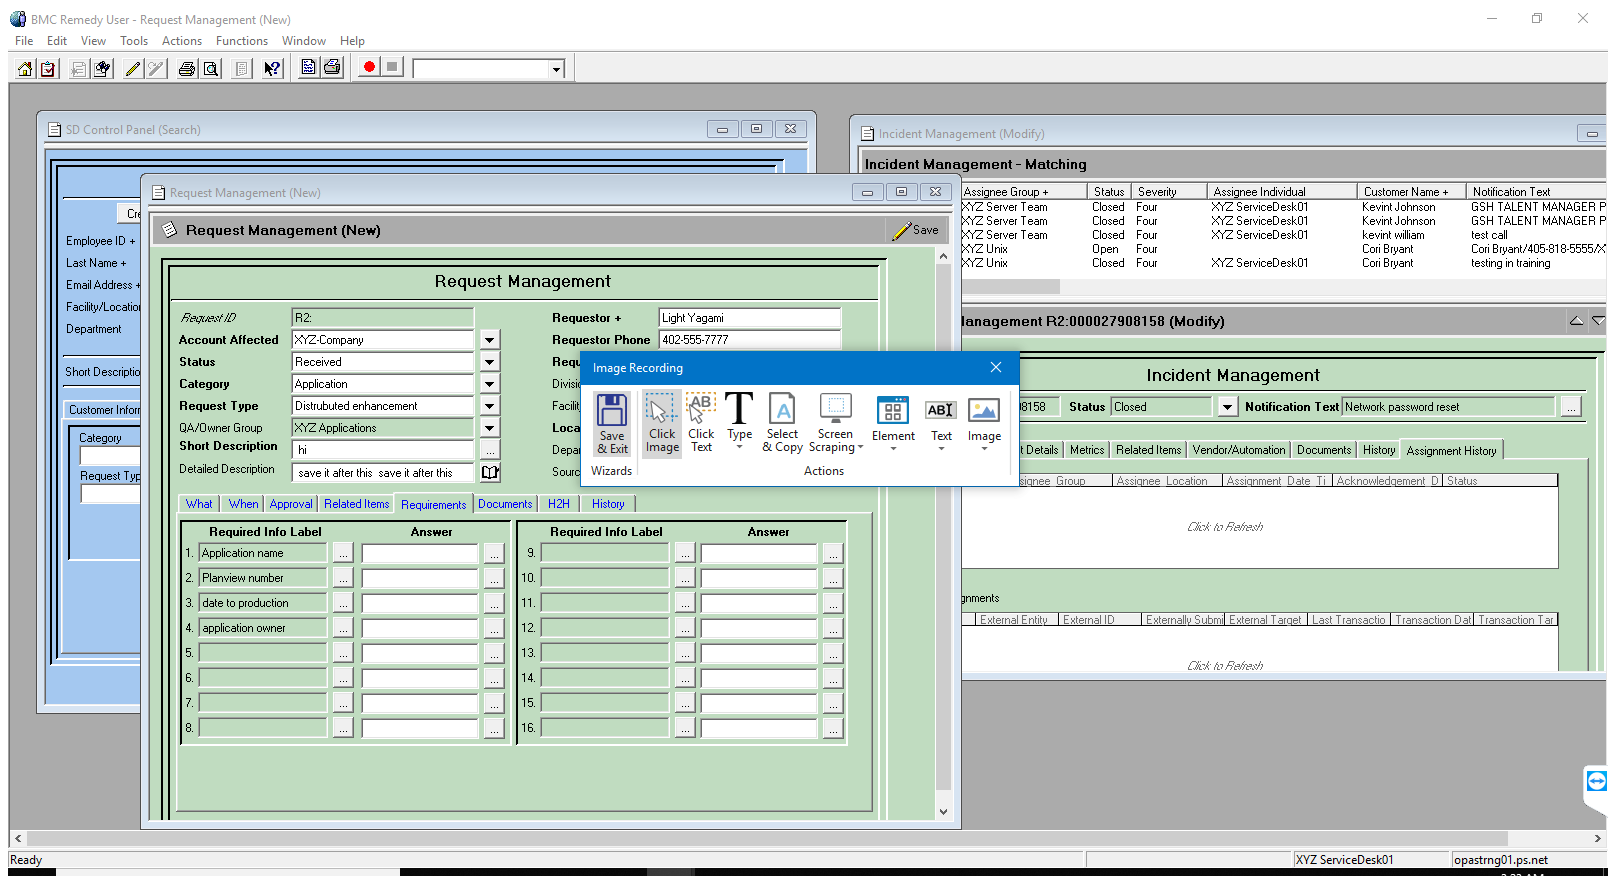 BMC Remedy User - Request Management (New)
File Edit View Tools Actions Functions Window Help
SD Control Panel (Search)
Employee ID +
Last Name +
Email Address +
Facility/Location
Department
Short Descriptio
Customer Inform
Category
Request Typ
Request Management (New)
Request Management (New)
Save
Request Management
Request ID R2:
Account Affected XYZ-Company
Status Received
Category Application
Request Type Distrubuted enhancement
QA/Owner Group XYZ Applications
Short Description hi ...
Detailed Description save it after this save it after this
Requestor + Light Yagami
Requestor Phone 402-555-7777
Requ
Divisio
Facilit
Loca
Depar
Sourc
What When Approval Related Items Requirements Documents H2H History
Required Info Label Answer Required Info Label Answer
1. Application name ... ... 9. ... ...
2. Planview number ... ... 10. ... ...
3. date to production ... ... 11. ... ...
4. application owner ... ... 12. ... ...
5. ... ... 13. ... ...
6. ... ... 14. ... ...
7. ... ... 15. ... ...
8. ... ... 16. ... ...
Image Recording
Save & Exit
Click Image
Click Text
Type
Select & Copy
Screen Scraping
Element
Text
Image
Wizards Actions
Incident Management (Modify)
Incident Management - Matching
Assignee Group + Status Severity Assignee Individual Customer Name + Notification Text
XYZ Server Team Closed Four XYZ ServiceDesk01 Kevint Johnson GSH TALENT MANAGER P
XYZ Server Team Closed Four XYZ ServiceDesk01 Kevint Johnson GSH TALENT MANAGER P
XYZ Server Team Closed Four XYZ ServiceDesk01 kevint william test call
XYZ Unix Open Four Cori Bryant Cori Bryant/405-818-5555/X
XYZ Unix Closed Four XYZ ServiceDesk01 Cori Bryant testing in training
lanagement R2:000027908158 (Modify)
Incident Management
08158 Status Closed Notification Text Network password reset ...
t Details Metrics Related Items Vendor/Automation Documents History Assignment History
signee Group Assignee Location Assignment Date Ti Acknowledgement D Status
Click to Refresh
gnments
External Entity External ID Externally Submi External Target Last Transactio Transaction Dat Transaction Tar
Click to Refresh
Ready XYZ ServiceDesk01 opastrng01.ps.net